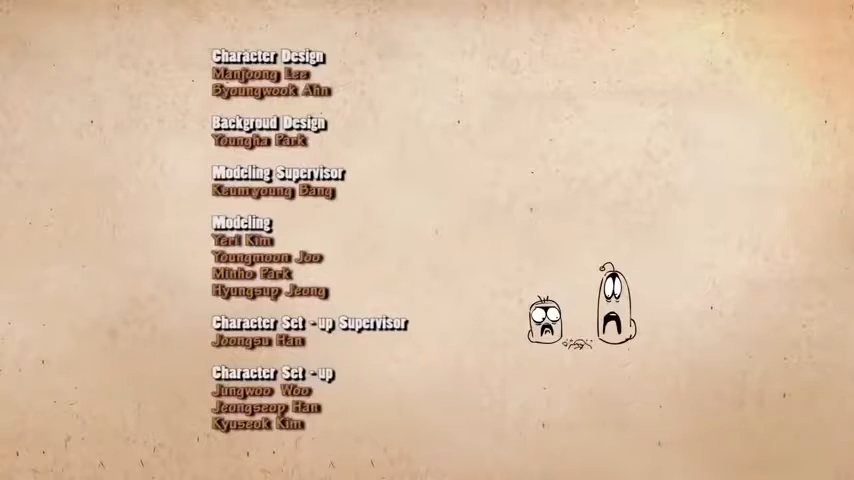 Character Design
Manjoong Lee
Byoungwook Ahn
Backgroud Design
Youngha Park
Modeling Supervisor
Keumyoung Bang
Modeling
Yeri Kim
Youngmoon Joo
Minho Park
Hyungsup Jeong
Character Set - up Supervisor
Joongsu Han
Character Set - up
Jungwoo Woo
Jeongseop Han
Kyuseok Kim